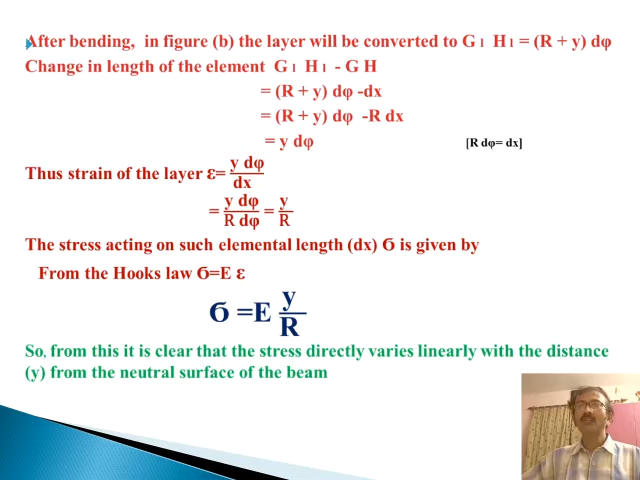 After bending, in figure (b) the layer will be converted to G₁ H₁ = (R + y) dφ
Change in length of the element G₁ H₁ - G H
= (R + y) dφ -dx
= (R + y) dφ -R dx
= y dφ [R dφ= dx]
Thus strain of the layer ε= y dφ / dx
= y dφ / R dφ = y / R
The stress acting on such elemental length (dx) Ϭ is given by
From the Hooks law Ϭ=E ε
Ϭ =E y / R
So, from this it is clear that the stress directly varies linearly with the distance
(y) from the neutral surface of the beam